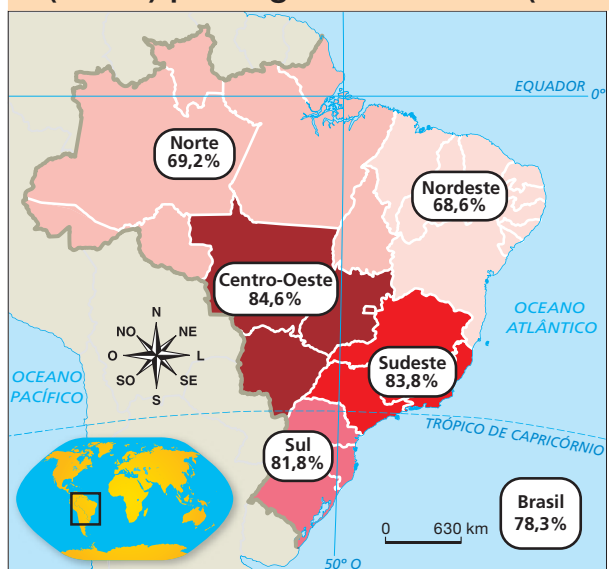 EQUADOR
0°
Norte
69,2%
Nordeste
68,6%
Centro-Oeste
84,6%
OCEANO
ATLÂNTICO
N
NO
NE
O
L
SO
SE
S
OCEANO
PACÍFICO
Sudeste
83,8%
TRÓPICO DE CAPRICÓRNIO
Sul
81,8%
Brasil
78,3%
0 630 km
50° O